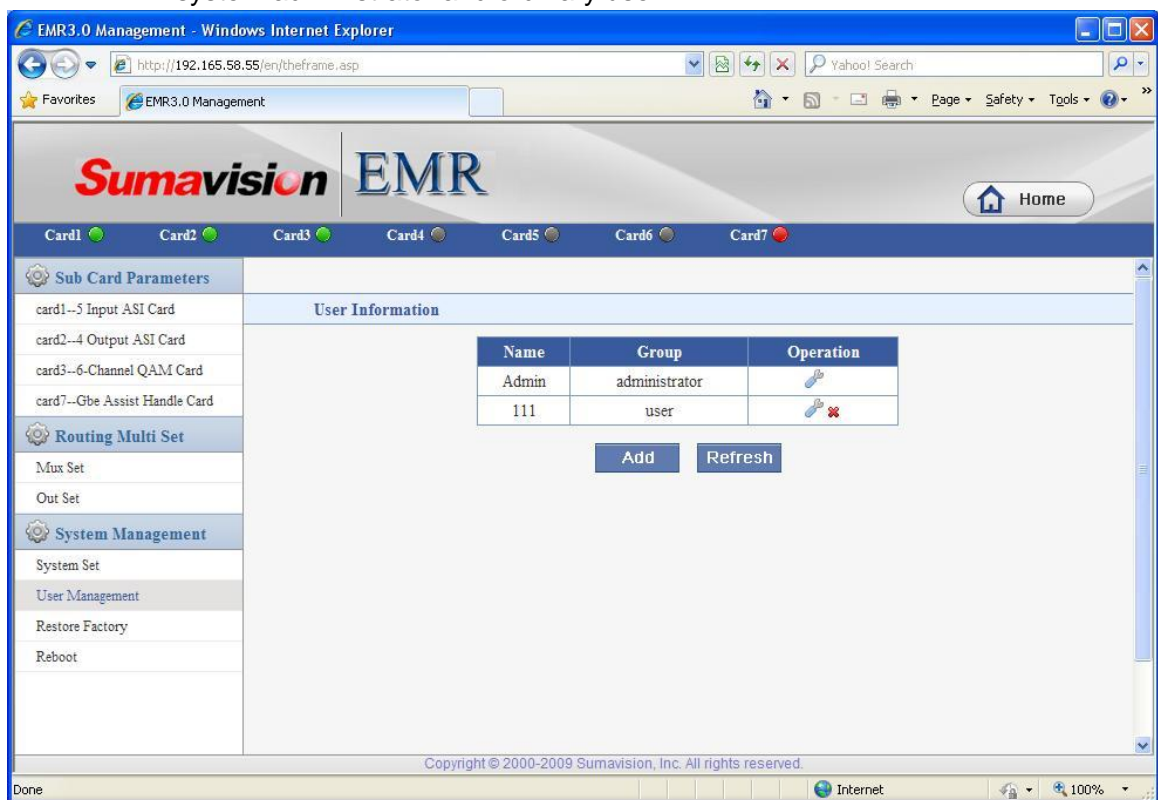 EMR3.0 Management - Windows Internet Explorer
http://192.165.58.55/en/theframe.asp
Yahoo! Search
Favorites
EMR3.0 Management
Page
Safety
Tools
Sumavision
EMR
Home
Card1
Card2
Card3
Card4
Card5
Card6
Card7
Sub Card Parameters
card1--5 Input ASI Card
card2--4 Output ASI Card
card3--6-Channel QAM Card
card7--Gbe Assist Handle Card
Routing Multi Set
Mux Set
Out Set
System Management
System Set
User Management
Restore Factory
Reboot
User Information
Name Group Operation
Admin administrator
111 user
Add
Refresh
Copyright © 2000-2009 Sumavision, Inc. All rights reserved.
Done
Internet
100%